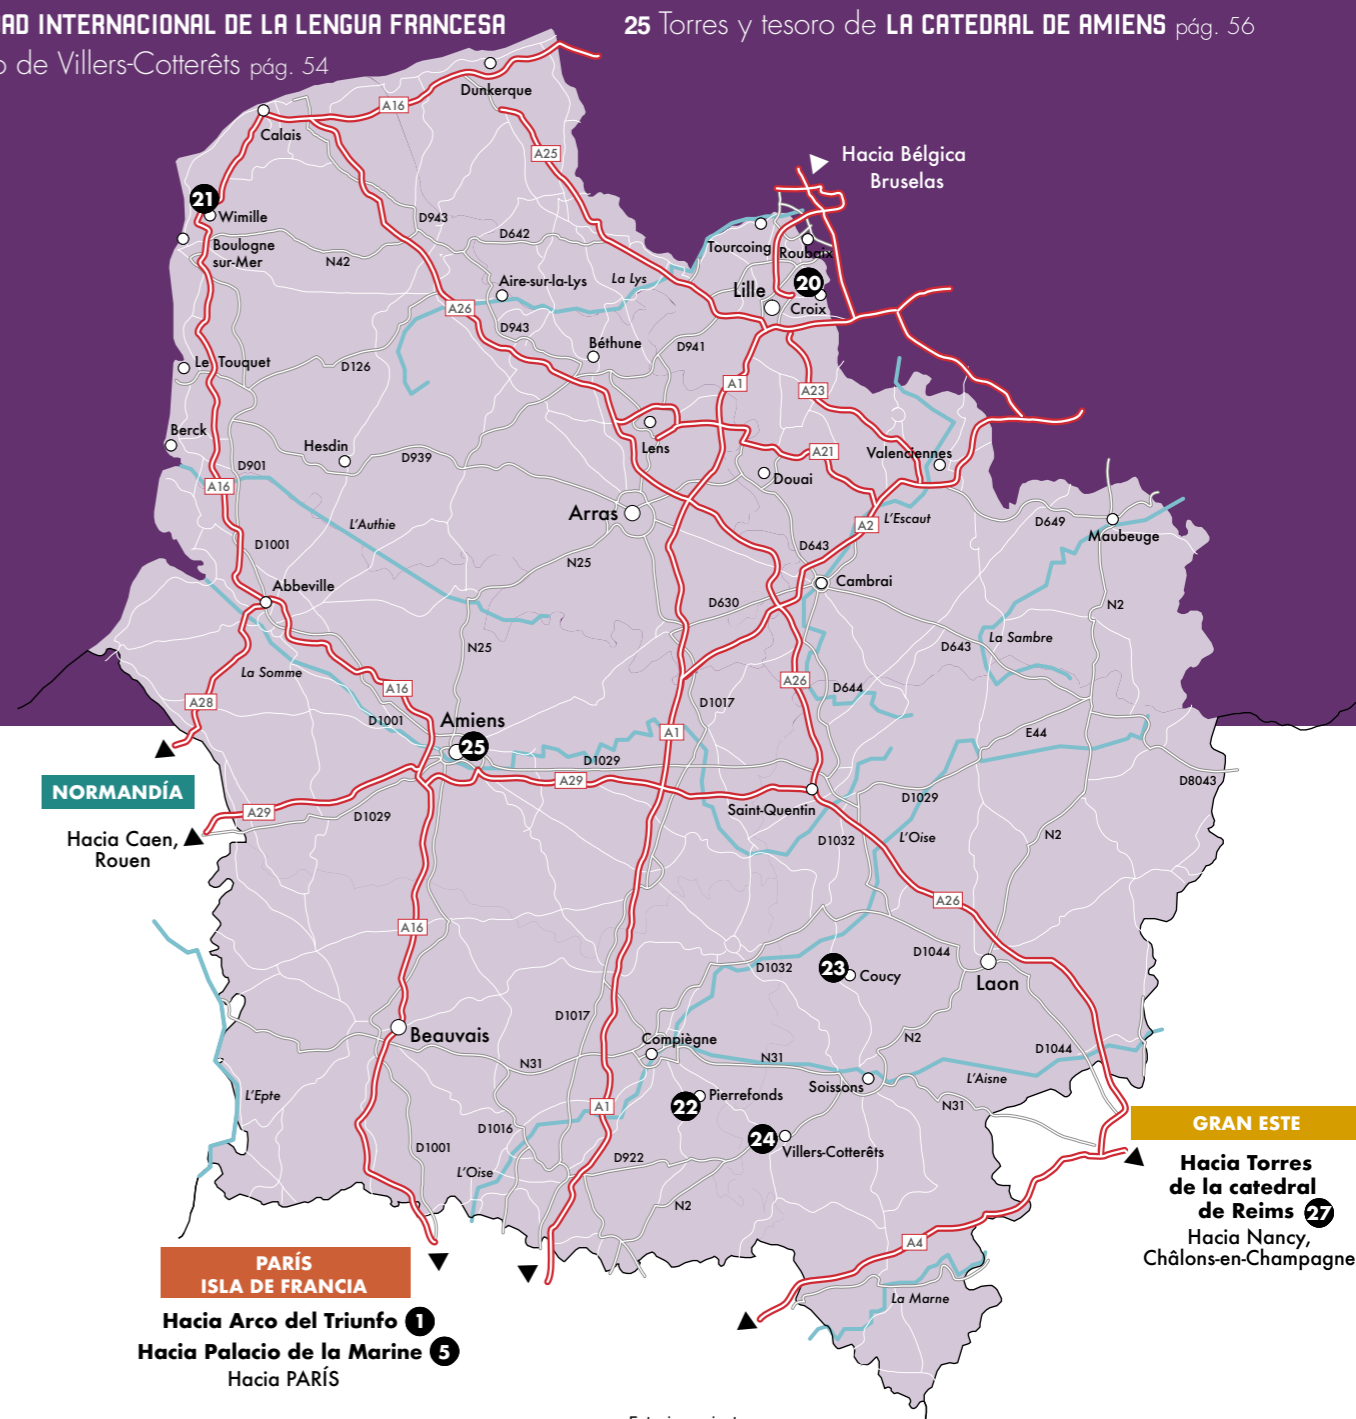 INTERNACIONAL DE LA LENGUA FRANCESA
de Villers-Cotterêts pág. 54
25 Torres y tesoro de LA CATEDRAL DE AMIENS pág. 56
Dunkerque
A16
Calais
A25
Hacia Bélgica
Bruselas
21
Wimille
D943
D642
Tourcoing
Roubaix
Boulogne
sur-Mer
N42
Aire-sur-la-Lys
La Lys
Lille
20
Croix
A26
D943
Béthune
D941
Le Touquet
D126
A1
A23
Berck
Hesdin
D939
Lens
A21
Valenciennes
D901
A16
Douai
L'Authie
Arras
A2
L'Escaut
D649
Maubeuge
D1001
N25
D643
Abbeville
Cambrai
D630
N2
N25
D643
La Sambre
La Somme
A28
A16
A26
D644
D1017
D1001
Amiens
25
A1
E44
D1029
NORMANDÍA
A29
D8043
A29
D1029
Saint-Quentin
D1029
Hacia Caen,
Rouen
D1032
L'Oise
N2
A16
A26
D1044
D1032
23
Coucy
Laon
D1017
Beauvais
Compiègne
N2
N31
N31
D1044
Soissons
L'Aisne
L'Epte
22
Pierrefonds
A1
N31
D1016
24
Villers-Cotterêts
D1001
D922
L'Oise
N2
GRAN ESTE
Hacia Torres
de la catedral
de Reims 27
Hacia Nancy,
Châlons-en-Champagne
A4
PARÍS
ISLA DE FRANCIA
La Marne
Hacia Arco del Triunfo 1
Hacia Palacio de la Marine 5
Hacia PARÍS